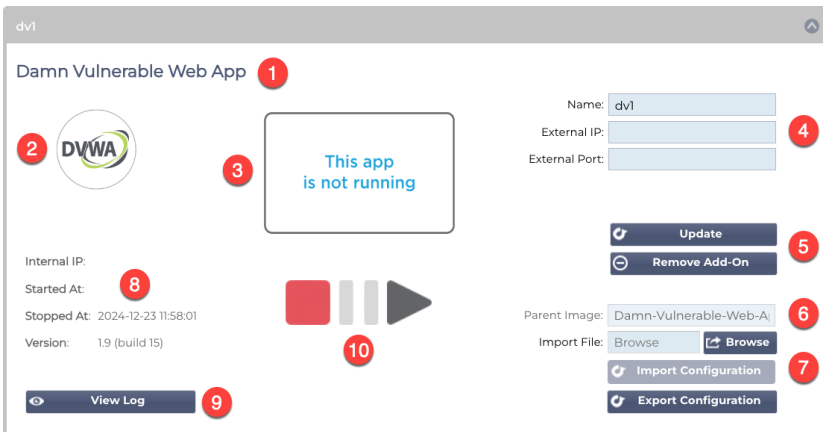 dv1
Damn Vulnerable Web App 1
2 DVWA
3 This app
is not running
Name: dv1
External IP:
External Port:
4
Update
Remove Add-On
5
Internal IP:
Started At:
Stopped At: 2024-12-23 11:58:01
Version: 1.9 (build 15)
8
10
Parent Image: Damn-Vulnerable-Web-A
6
Import File: Browse Browse
Import Configuration
7
Export Configuration
View Log 9